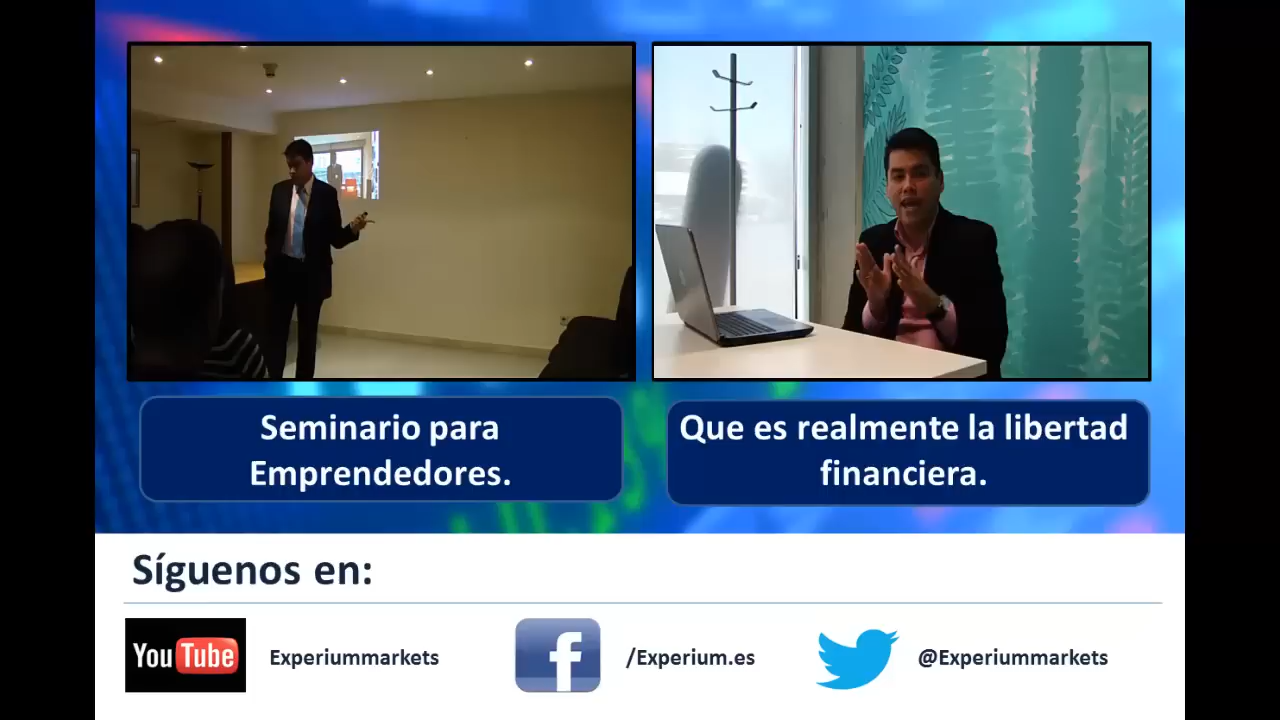 Seminario para
Emprendedores.
Que es realmente la libertad
financiera.
Síguenos en:
You Tube
Experiummarkets
f
/Experium.es
@Experiummarkets